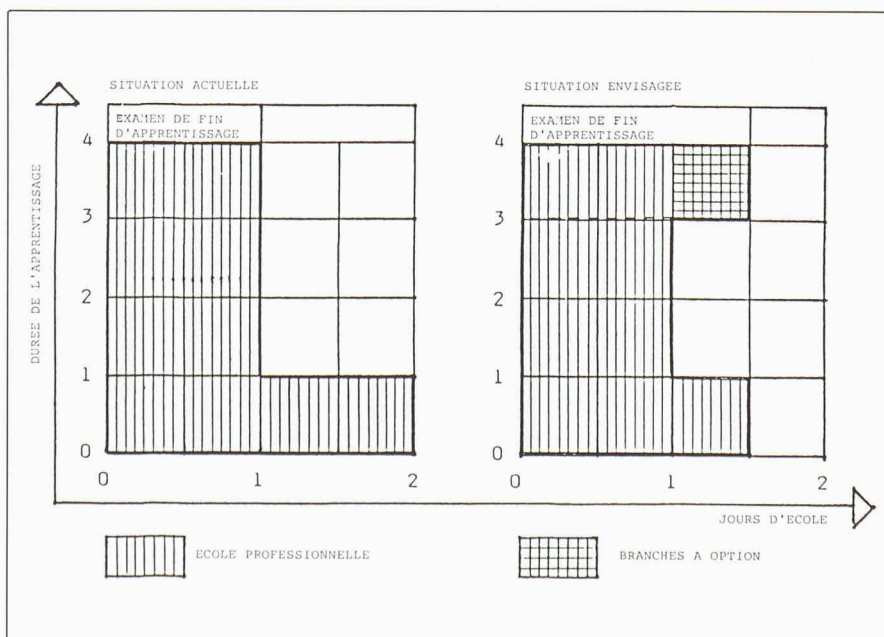 SITUATION ACTUELLE
EXAMEN DE FIN
D'APPRENTISSAGE
4
3
2
1
0
0 1 2
SITUATION ENVISAGEE
EXAMEN DE FIN
D'APPRENTISSAGE
4
3
2
1
0
0 1 2
DUREE DE L'APPRENTISSAGE
JOURS D'ECOLE
ECOLE PROFESSIONNELLE
BRANCHES A OPTION